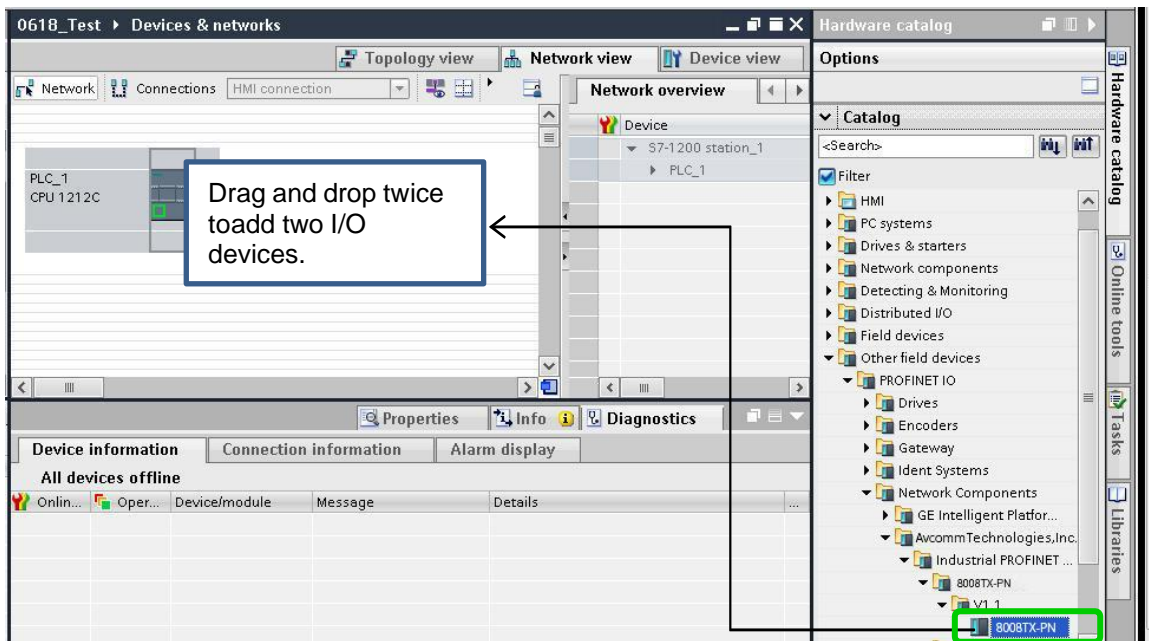 0618_Test ▸ Devices & networks
Topology view
Network view
Device view
Network
Connections
HMI connection
Network overview
Device
S7-1200 station_1
PLC_1
PLC_1
CPU 1212C
Drag and drop twice
toadd two I/O
devices.
Properties
Info
Diagnostics
Device information
Connection information
Alarm display
All devices offline
Onlin...
Oper...
Device/module
Message
Details
...
Hardware catalog
Options
Catalog
<Search>
Filter
HMI
PC systems
Drives & starters
Network components
Detecting & Monitoring
Distributed I/O
Field devices
Other field devices
PROFINET IO
Drives
Encoders
Gateway
Ident Systems
Network Components
GE Intelligent Platfor...
AvcommTechnologies,Inc.
Industrial PROFINET ...
8008TX-PN
V1.1
8008TX-PN
Hardware catalog
Online tools
Tasks
Libraries